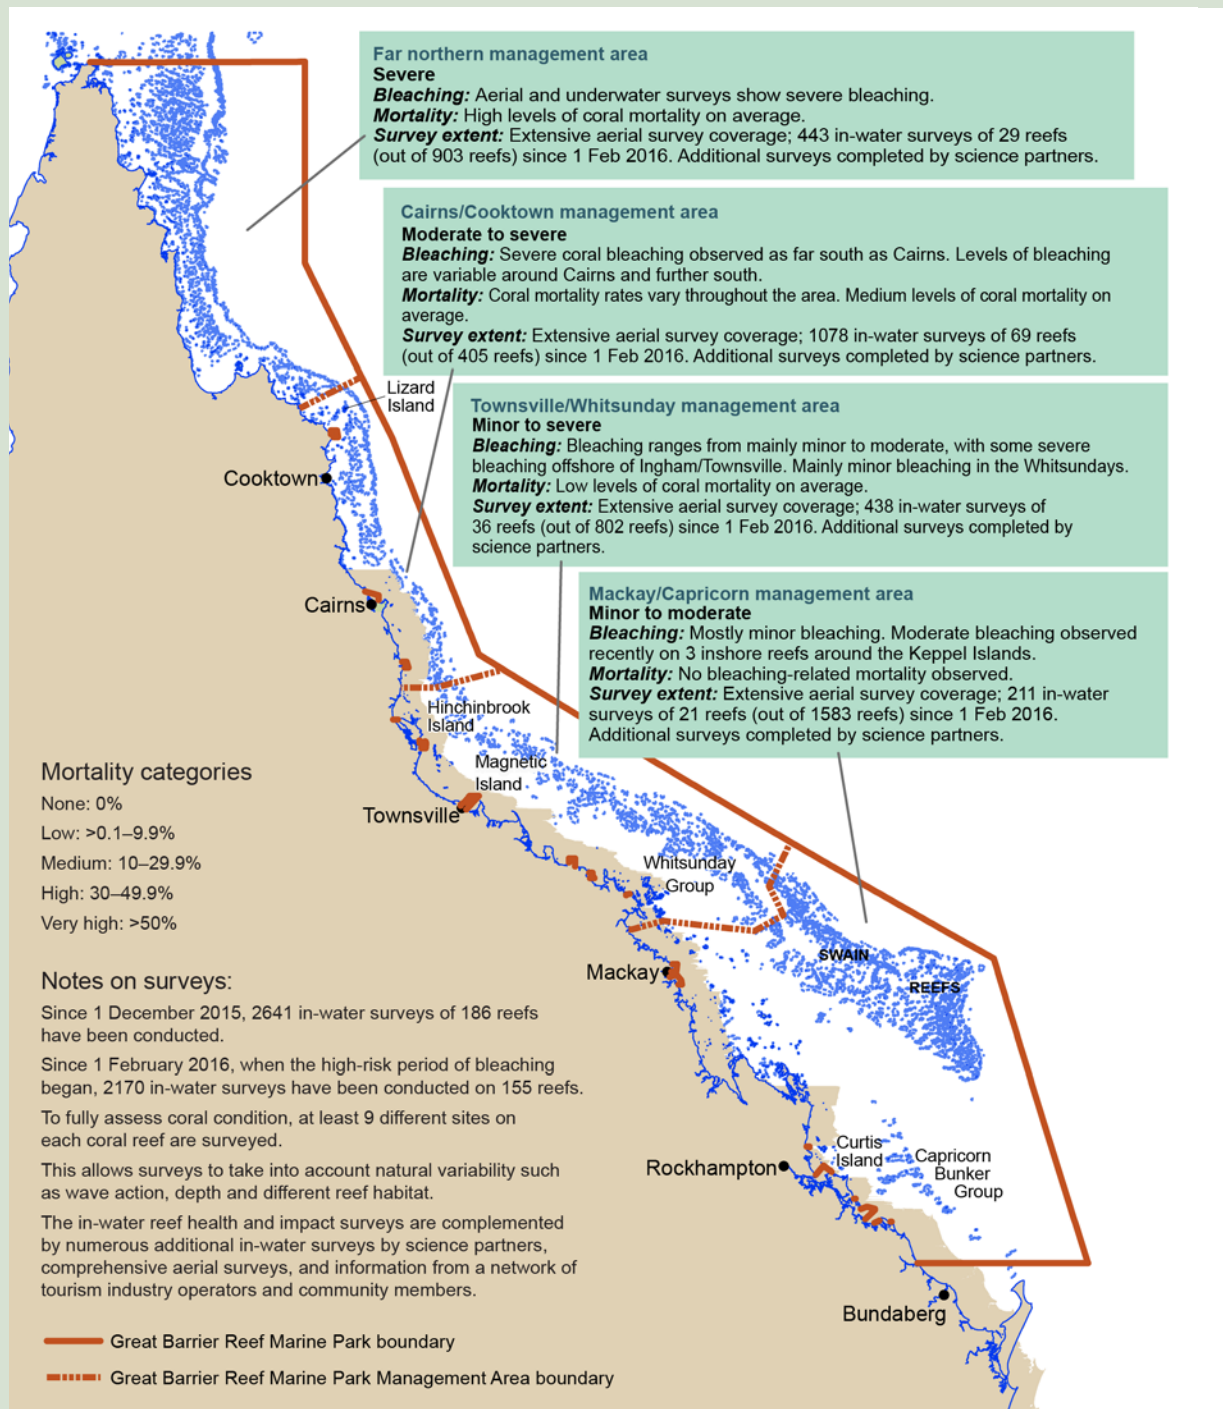 Far northern management area
Severe
Bleaching: Aerial and underwater surveys show severe bleaching.
Mortality: High levels of coral mortality on average.
Survey extent: Extensive aerial survey coverage; 443 in-water surveys of 29 reefs
(out of 903 reefs) since 1 Feb 2016. Additional surveys completed by science partners.
Cairns/Cooktown management area
Moderate to severe
Bleaching: Severe coral bleaching observed as far south as Cairns. Levels of bleaching
are variable around Cairns and further south.
Mortality: Coral mortality rates vary throughout the area. Medium levels of coral mortality on
average.
Survey extent: Extensive aerial survey coverage; 1078 in-water surveys of 69 reefs
(out of 405 reefs) since 1 Feb 2016. Additional surveys completed by science partners.
Townsville/Whitsunday management area
Minor to severe
Bleaching: Bleaching ranges from mainly minor to moderate, with some severe
bleaching offshore of Ingham/Townsville. Mainly minor bleaching in the Whitsundays.
Mortality: Low levels of coral mortality on average.
Survey extent: Extensive aerial survey coverage; 438 in-water surveys of
36 reefs (out of 802 reefs) since 1 Feb 2016. Additional surveys completed by
science partners.
Mackay/Capricorn management area
Minor to moderate
Bleaching: Mostly minor bleaching. Moderate bleaching observed
recently on 3 inshore reefs around the Keppel Islands.
Mortality: No bleaching-related mortality observed.
Survey extent: Extensive aerial survey coverage; 211 in-water
surveys of 21 reefs (out of 1583 reefs) since 1 Feb 2016.
Additional surveys completed by science partners.
Lizard
Island
Cooktown
Cairns
Hinchinbrook
Island
Magnetic
Island
Townsville
Whitsunday
Group
SWAIN
REEFS
Mackay
Curtis
Island
Capricorn
Bunker
Group
Rockhampton
Bundaberg
Mortality categories
None: 0%
Low: >0.1–9.9%
Medium: 10–29.9%
High: 30–49.9%
Very high: >50%
Notes on surveys:
Since 1 December 2015, 2641 in-water surveys of 186 reefs
have been conducted.
Since 1 February 2016, when the high-risk period of bleaching
began, 2170 in-water surveys have been conducted on 155 reefs.
To fully assess coral condition, at least 9 different sites on
each coral reef are surveyed.
This allows surveys to take into account natural variability such
as wave action, depth and different reef habitat.
The in-water reef health and impact surveys are complemented
by numerous additional in-water surveys by science partners,
comprehensive aerial surveys, and information from a network of
tourism industry operators and community members.
Great Barrier Reef Marine Park boundary
Great Barrier Reef Marine Park Management Area boundary